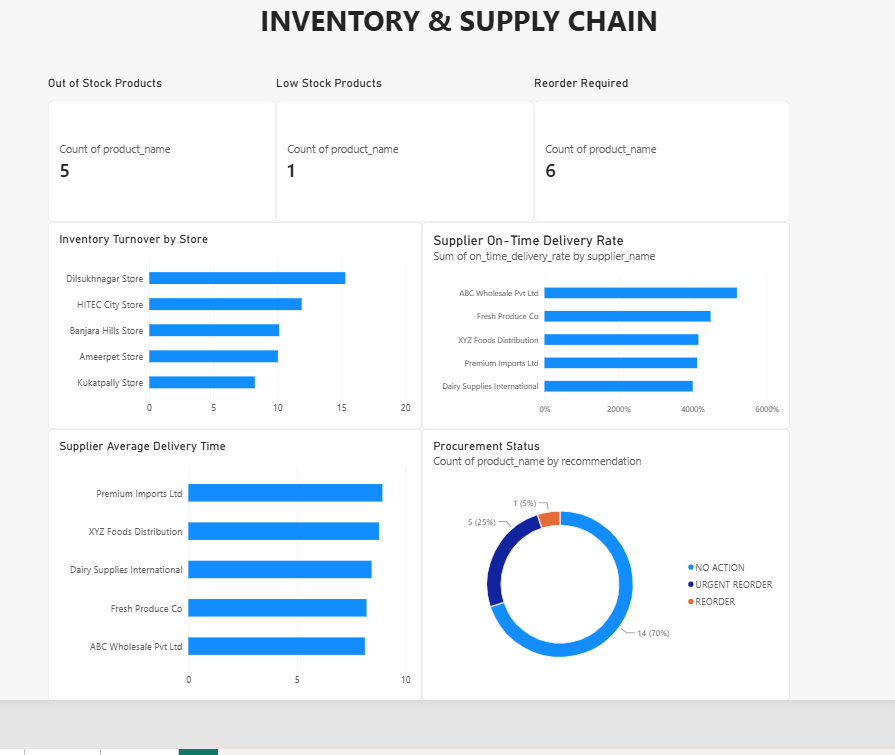 INVENTORY & SUPPLY CHAIN
Out of Stock Products
Low Stock Products
Reorder Required
Count of product_name
5
Count of product_name
1
Count of product_name
6
Inventory Turnover by Store
Dilsukhnagar Store
HITEC City Store
Banjara Hills Store
Ameerpet Store
Kukatpally Store
0 5 10 15 20
Supplier On-Time Delivery Rate
Sum of on_time_delivery_rate by supplier_name
ABC Wholesale Pvt Ltd
Fresh Produce Co
XYZ Foods Distribution
Premium Imports Ltd
Dairy Supplies International
0% 2000% 4000% 6000%
Supplier Average Delivery Time
Premium Imports Ltd
XYZ Foods Distribution
Dairy Supplies International
Fresh Produce Co
ABC Wholesale Pvt Ltd
0 5 10
Procurement Status
Count of product_name by recommendation
1 (5%)
5 (25%)
14 (70%)
NO ACTION
URGENT REORDER
REORDER